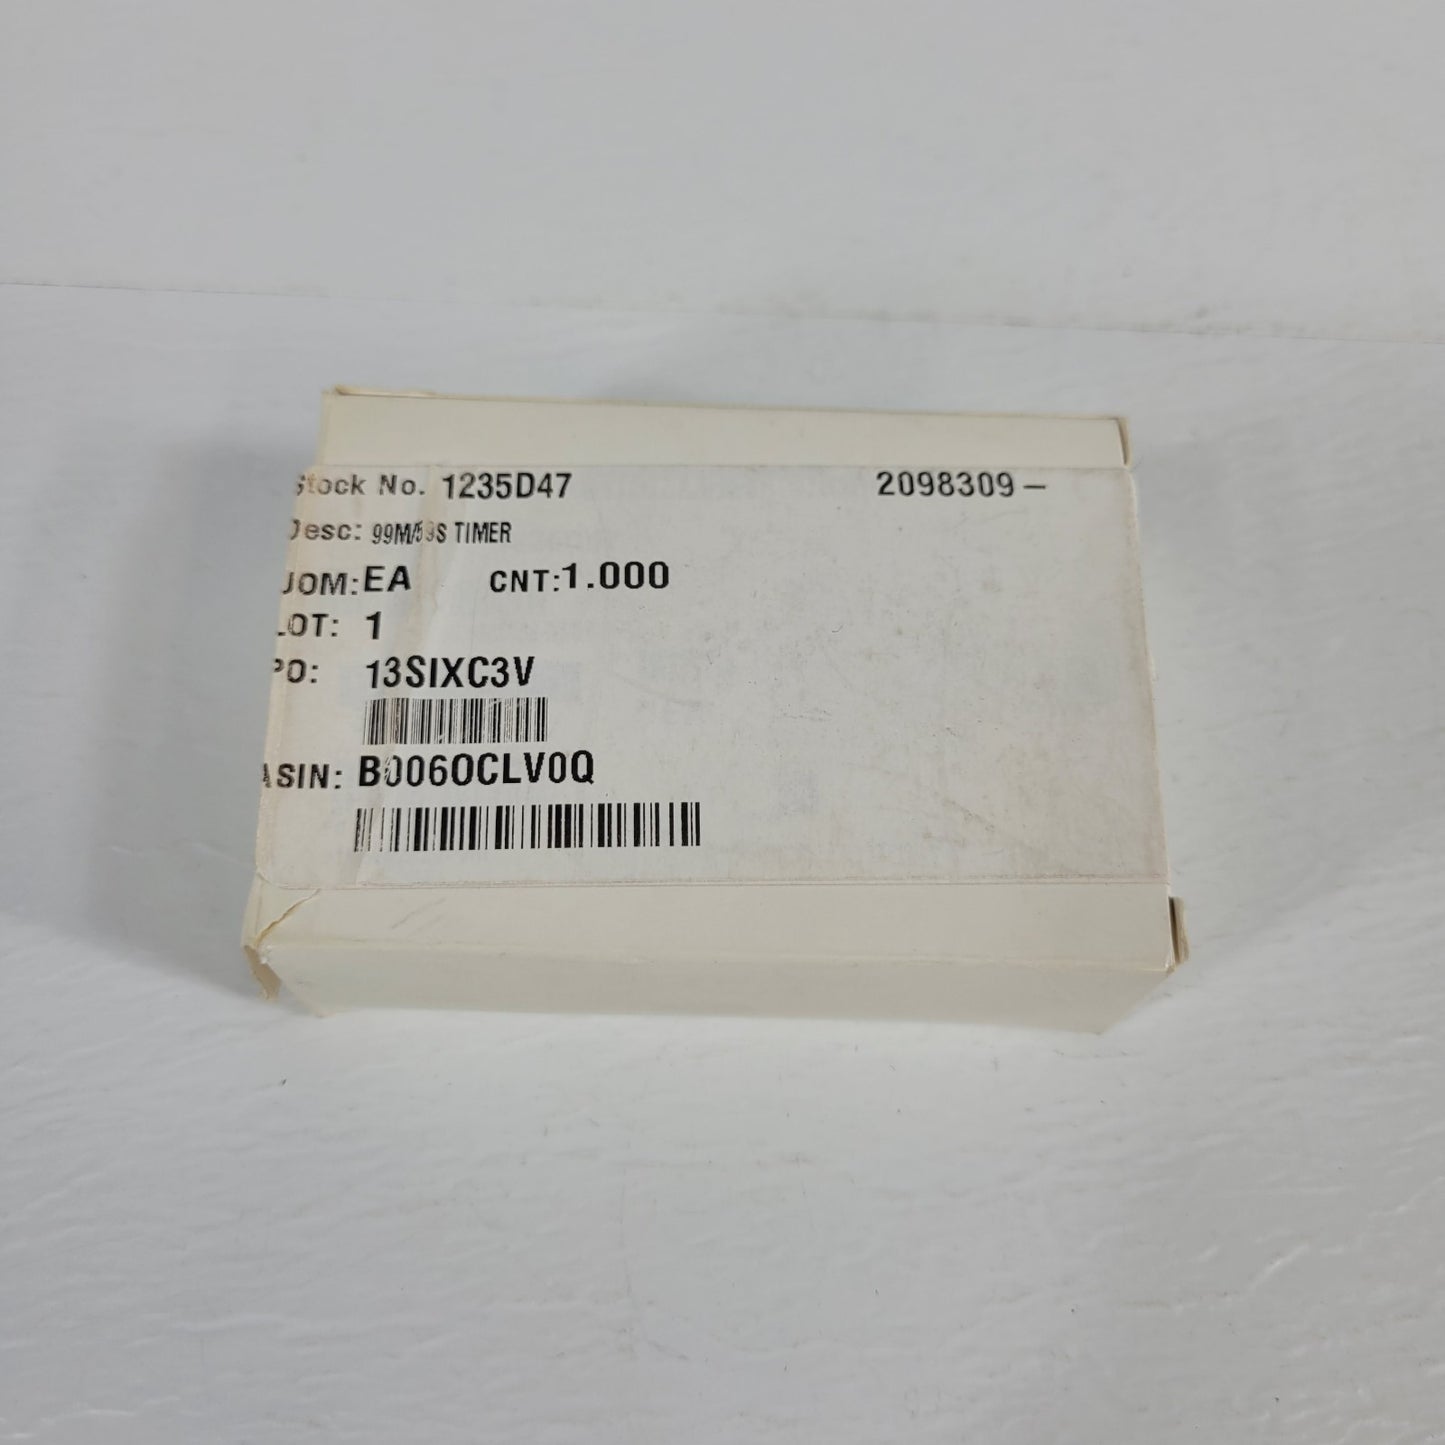 Stock No. 1235D47 2098309-
Desc: 99M/59S TIMER
UOM: EA CNT: 1.000
LOT: 1
PO: 13SIXC3V
ASIN: B006OCLV0Q